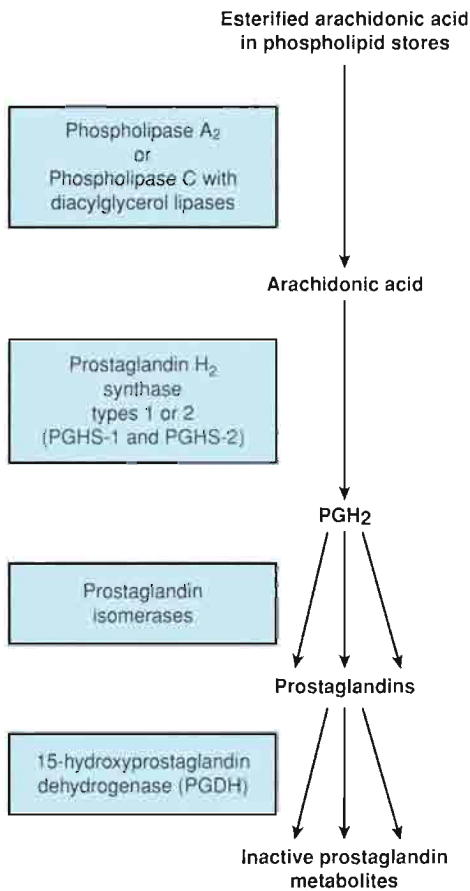 Esterified arachidonic acid
in phospholipid stores
Phospholipase A₂
or
Phospholipase C with
diacylglycerol lipases
Arachidonic acid
Prostaglandin H₂
synthase
types 1 or 2
(PGHS-1 and PGHS-2)
PGH₂
Prostaglandin
isomerases
Prostaglandins
15-hydroxyprostaglandin
dehydrogenase (PGDH)
Inactive prostaglandin
metabolites